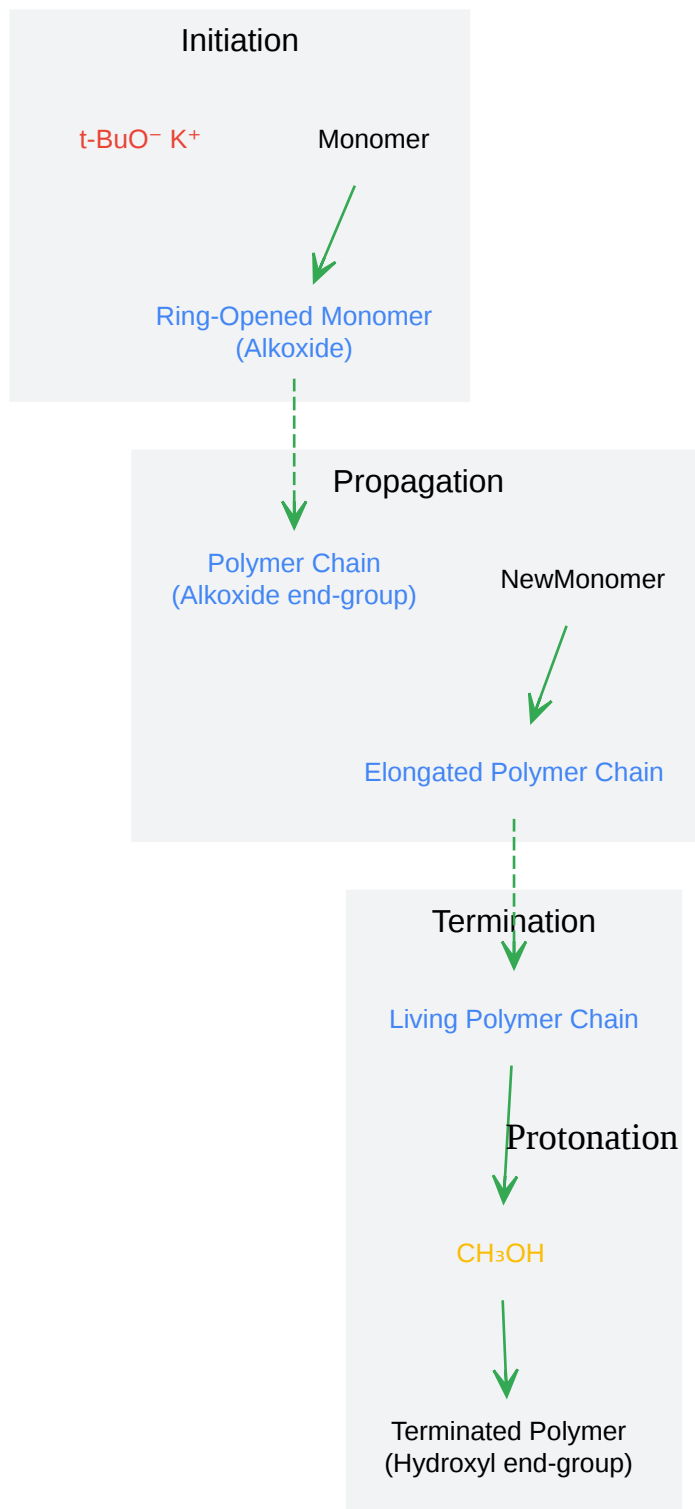 Initiation
t-BuO⁻ K⁺
Monomer
Ring-Opened Monomer
(Alkoxide)
Propagation
Polymer Chain
(Alkoxide end-group)
NewMonomer
Elongated Polymer Chain
Termination
Living Polymer Chain
Protonation
CH₃OH
Terminated Polymer
(Hydroxyl end-group)